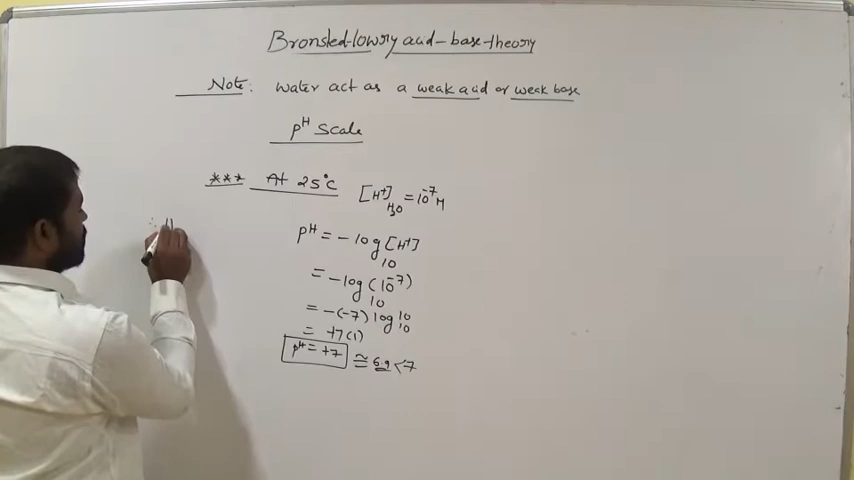 Bronsted-lowry acid-base-theory
Note: Water act as a weak acid or weak base
pH Scale
*** At 25°C [H+]H2O = 10^-7 M
pH = -log10[H+]
= -log10(10^-7)
= -(-7) log10 10
= +7(1)
pH = +7 ≅ 6.9 < 7